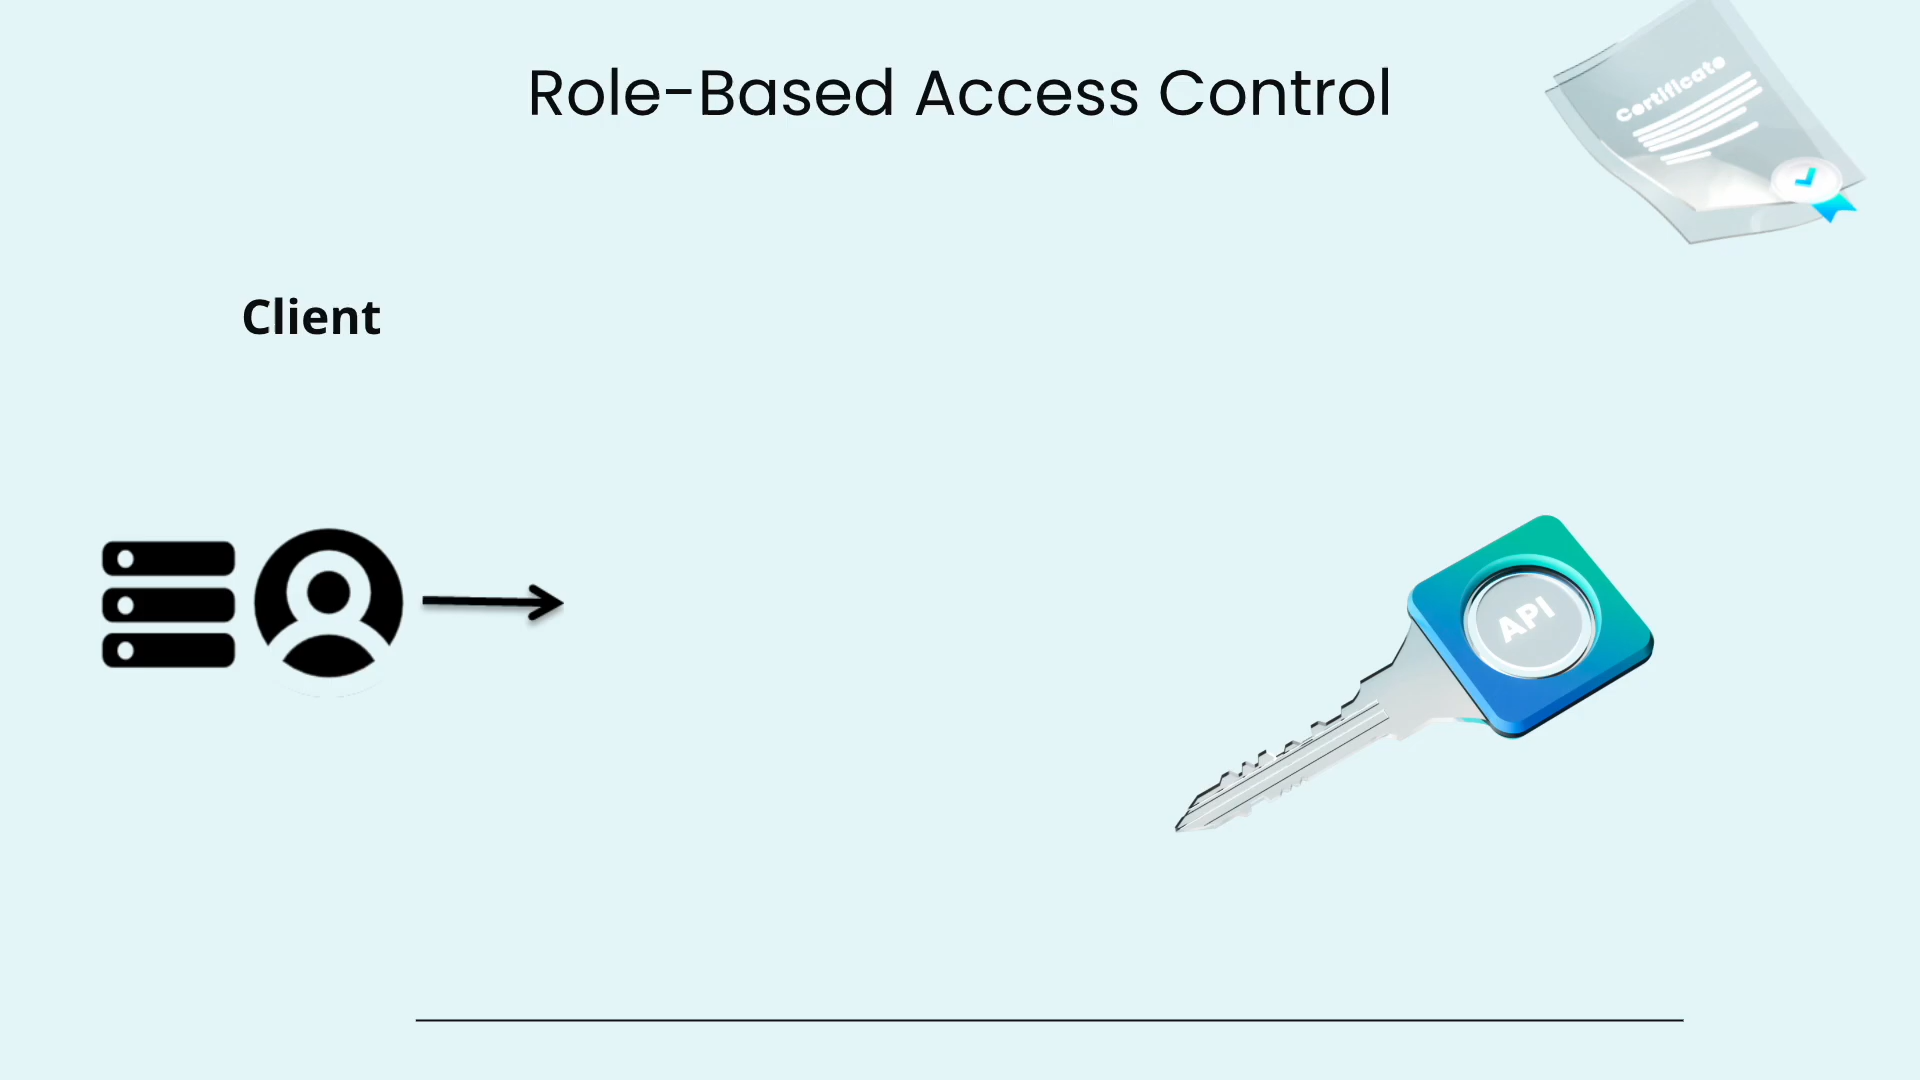 Role-Based Access Control
Certificate
Client
API